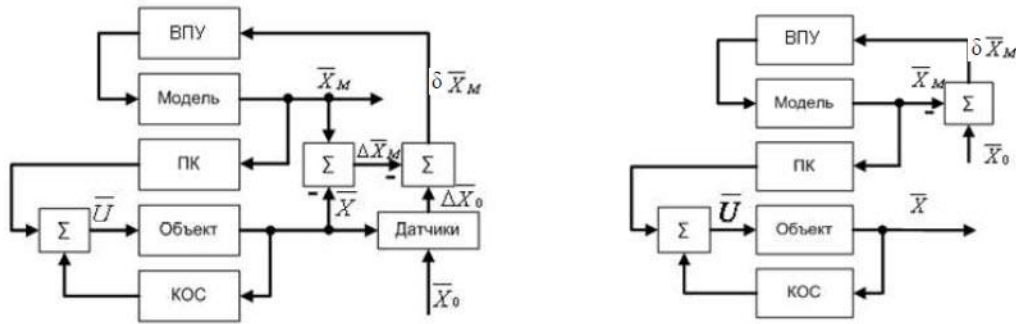 ВПУ
Модель
X̅м
δ X̅м
ПК
Σ
ΔX̅м
Σ
-
-
X̅
ΔX̅₀
Σ
U̅
Объект
Датчики
КОС
X̅₀
ВПУ
δ X̅м
Модель
X̅м
-
Σ
X̅₀
ПК
Σ
U̅
Объект
X̅
КОС